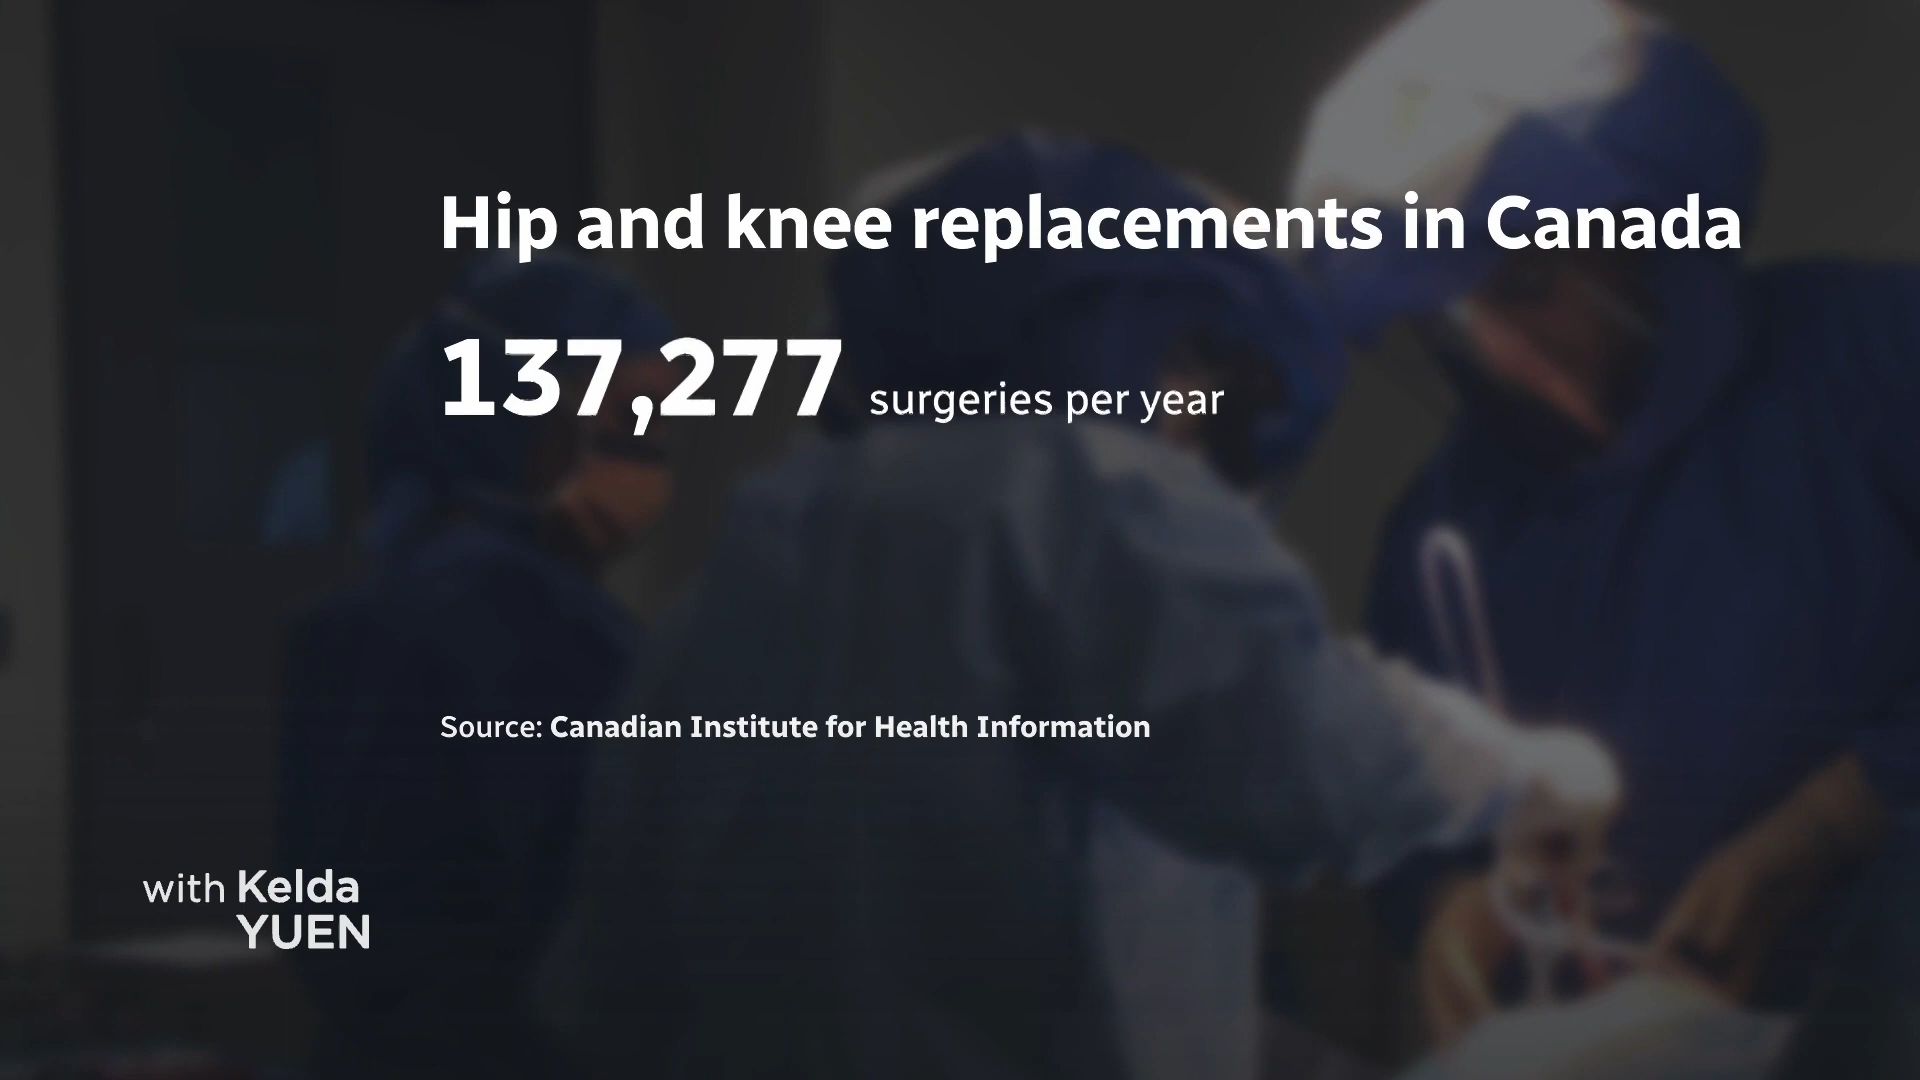 Hip and knee replacements in Canada
137,277 surgeries per year
Source: Canadian Institute for Health Information
with Kelda
YUEN